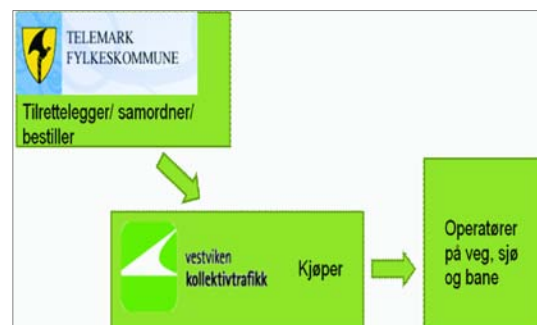 TELEMARK
FYLKESKOMMUNE
Tilrettelegger/ samordner/
bestiller
vestviken
kollektivtrafikk
Kjøper
Operatører
på veg, sjø
og bane